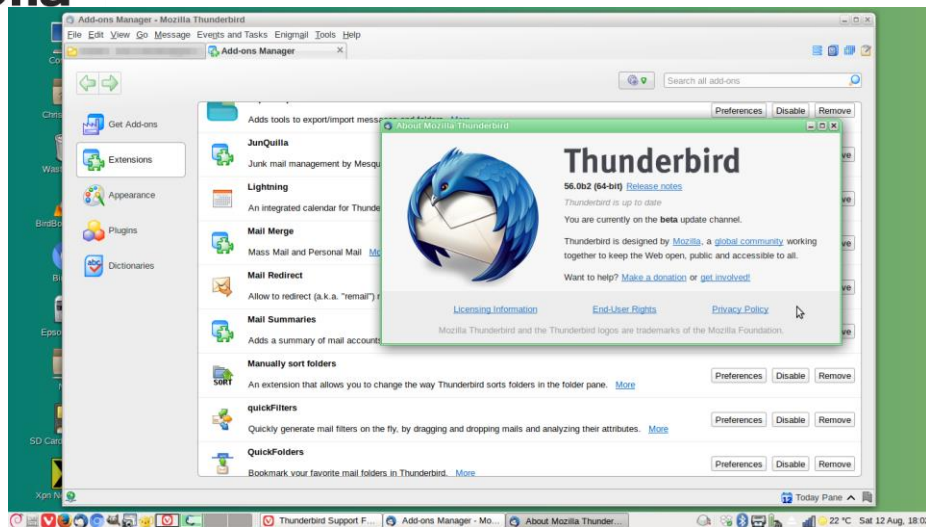 Add-ons Manager - Mozilla Thunderbird
File Edit View Go Message Events and Tasks Enigmail Tools Help
Add-ons Manager
Search all add-ons
Get Add-ons
Extensions
Appearance
Plugins
Dictionaries
Preferences Disable Remove
Adds tools to export/import messages and folders More
JunQuilla
Junk mail management by Mesqu
Lightning
An integrated calendar for Thunde
Mail Merge
Mass Mail and Personal Mail
Mail Redirect
Allow to redirect (a.k.a. "remail")
Mail Summaries
Adds a summary of mail account
Manually sort folders
An extension that allows you to change the way Thunderbird sorts folders in the folder pane. More
Preferences Disable Remove
quickFilters
Quickly generate mail filters on the fly, by dragging and dropping mails and analyzing their attributes. More
Preferences Disable Remove
QuickFolders
Bookmark your favorite mail folders in Thunderbird. More
Preferences Disable Remove
About Mozilla Thunderbird
Thunderbird
56.0b2 (64-bit) Release notes
Thunderbird is up to date
You are currently on the beta update channel.
Thunderbird is designed by Mozilla, a global community working
together to keep the Web open, public and accessible to all.
Want to help? Make a donation or get involved!
Licensing Information End-User Rights Privacy Policy
Mozilla Thunderbird and the Thunderbird logos are trademarks of the Mozilla Foundation.
Chris
Wast
BirdBo
Epso
SD Card
Xpn N
SORT
12 Today Pane
Thunderbird Support F... Add-ons Manager - Mo... About Mozilla Thunder...
22 °C Sat 12 Aug, 18:02